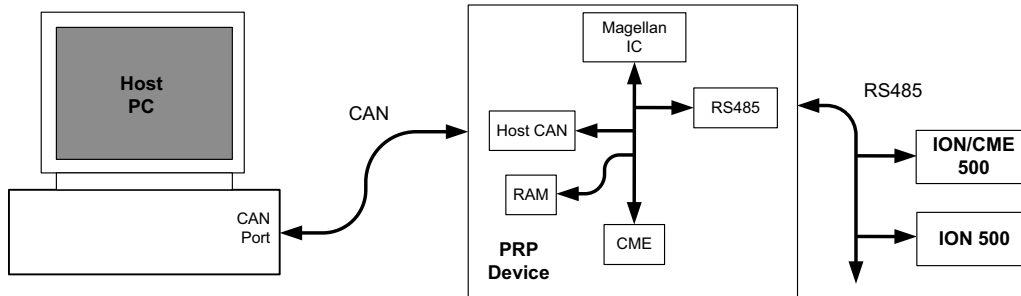 Host
PC
CAN
Port
CAN
Magellan
IC
RS485
Host CAN
RAM
CME
PRP
Device
RS485
ION/CME
500
ION 500